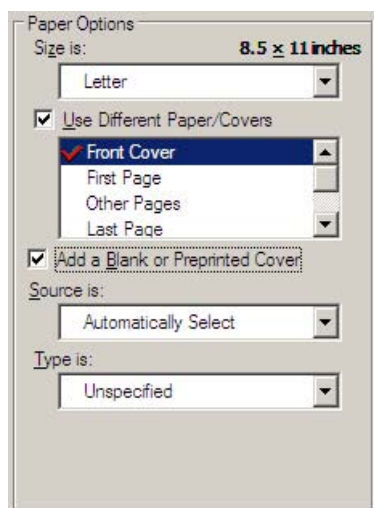 Paper Options
Size is: 8.5 x 11 inches
Letter
Use Different Paper/Covers
Front Cover
First Page
Other Pages
Last Page
Add a Blank or Preprinted Cover
Source is:
Automatically Select
Type is:
Unspecified